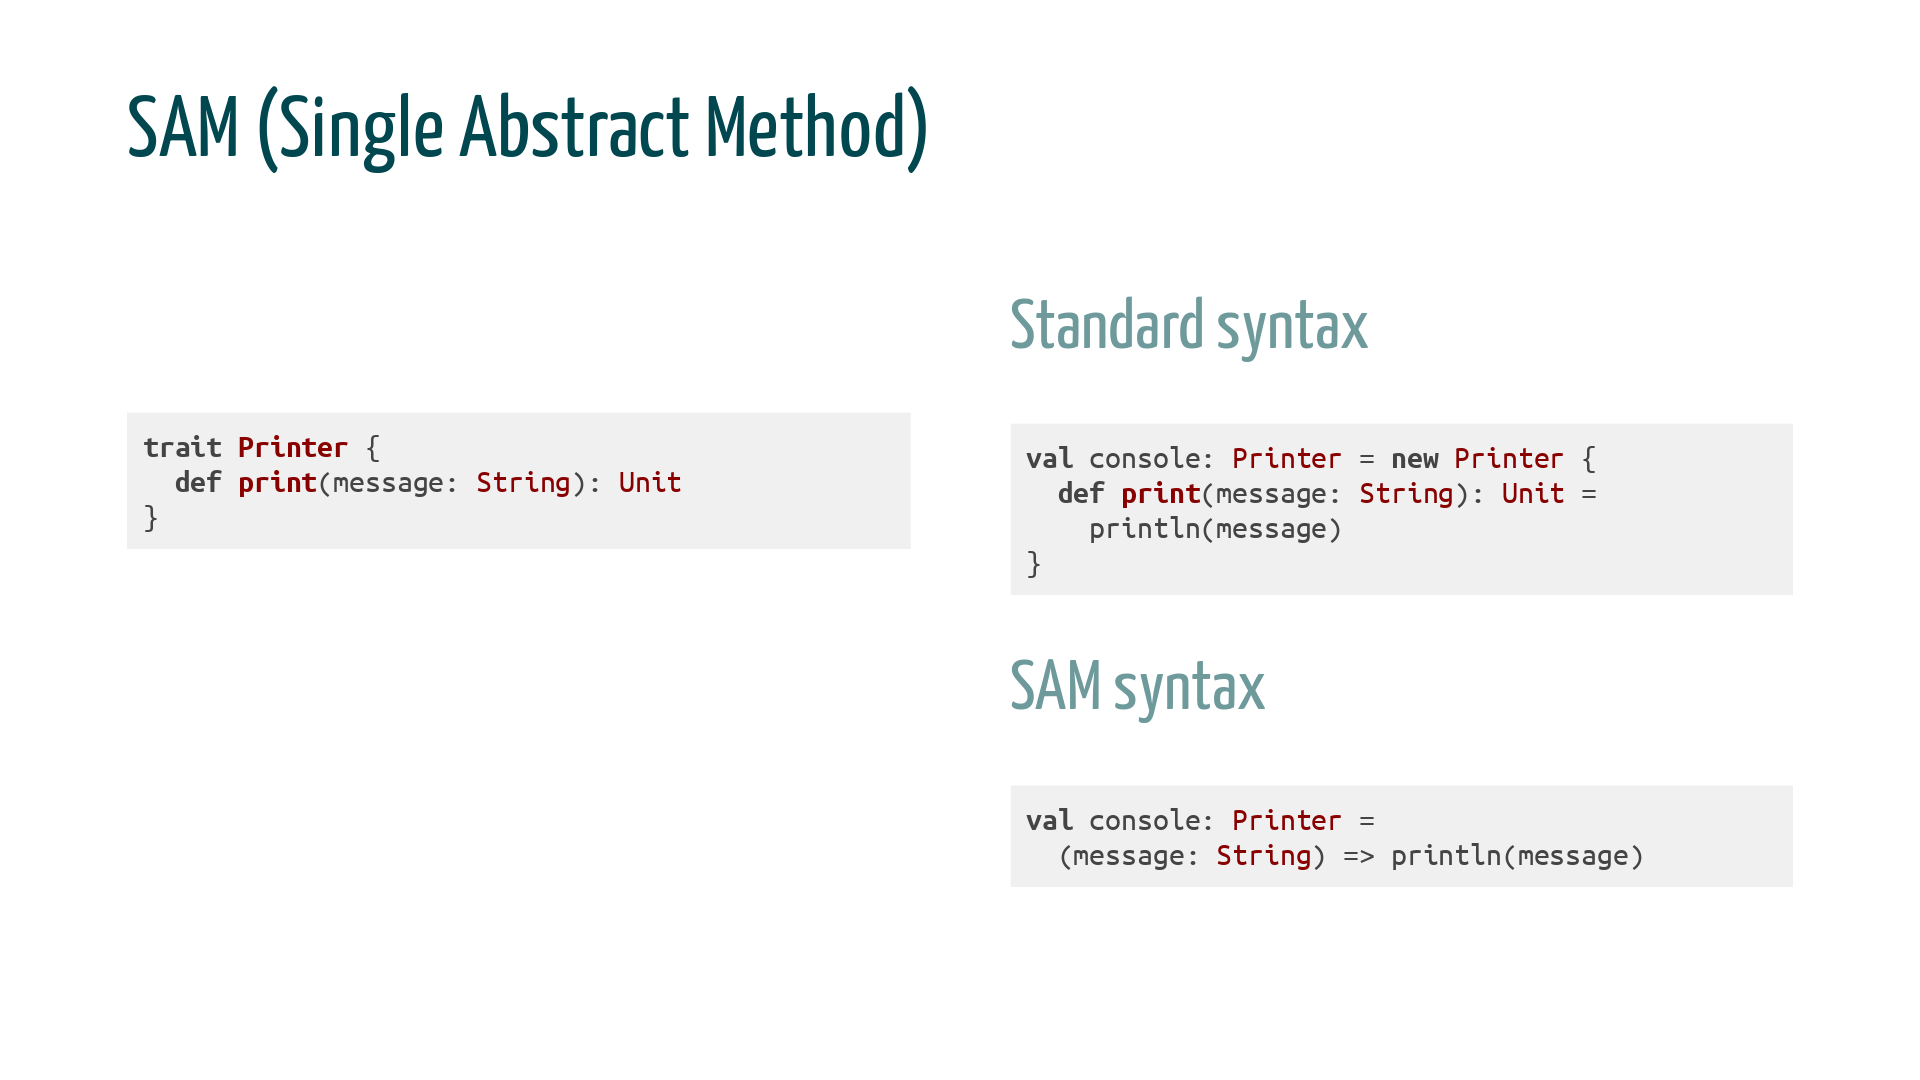 SAM (Single Abstract Method)
trait Printer {
  def print(message: String): Unit
}
Standard syntax
val console: Printer = new Printer {
  def print(message: String): Unit =
    println(message)
}
SAM syntax
val console: Printer =
  (message: String) => println(message)